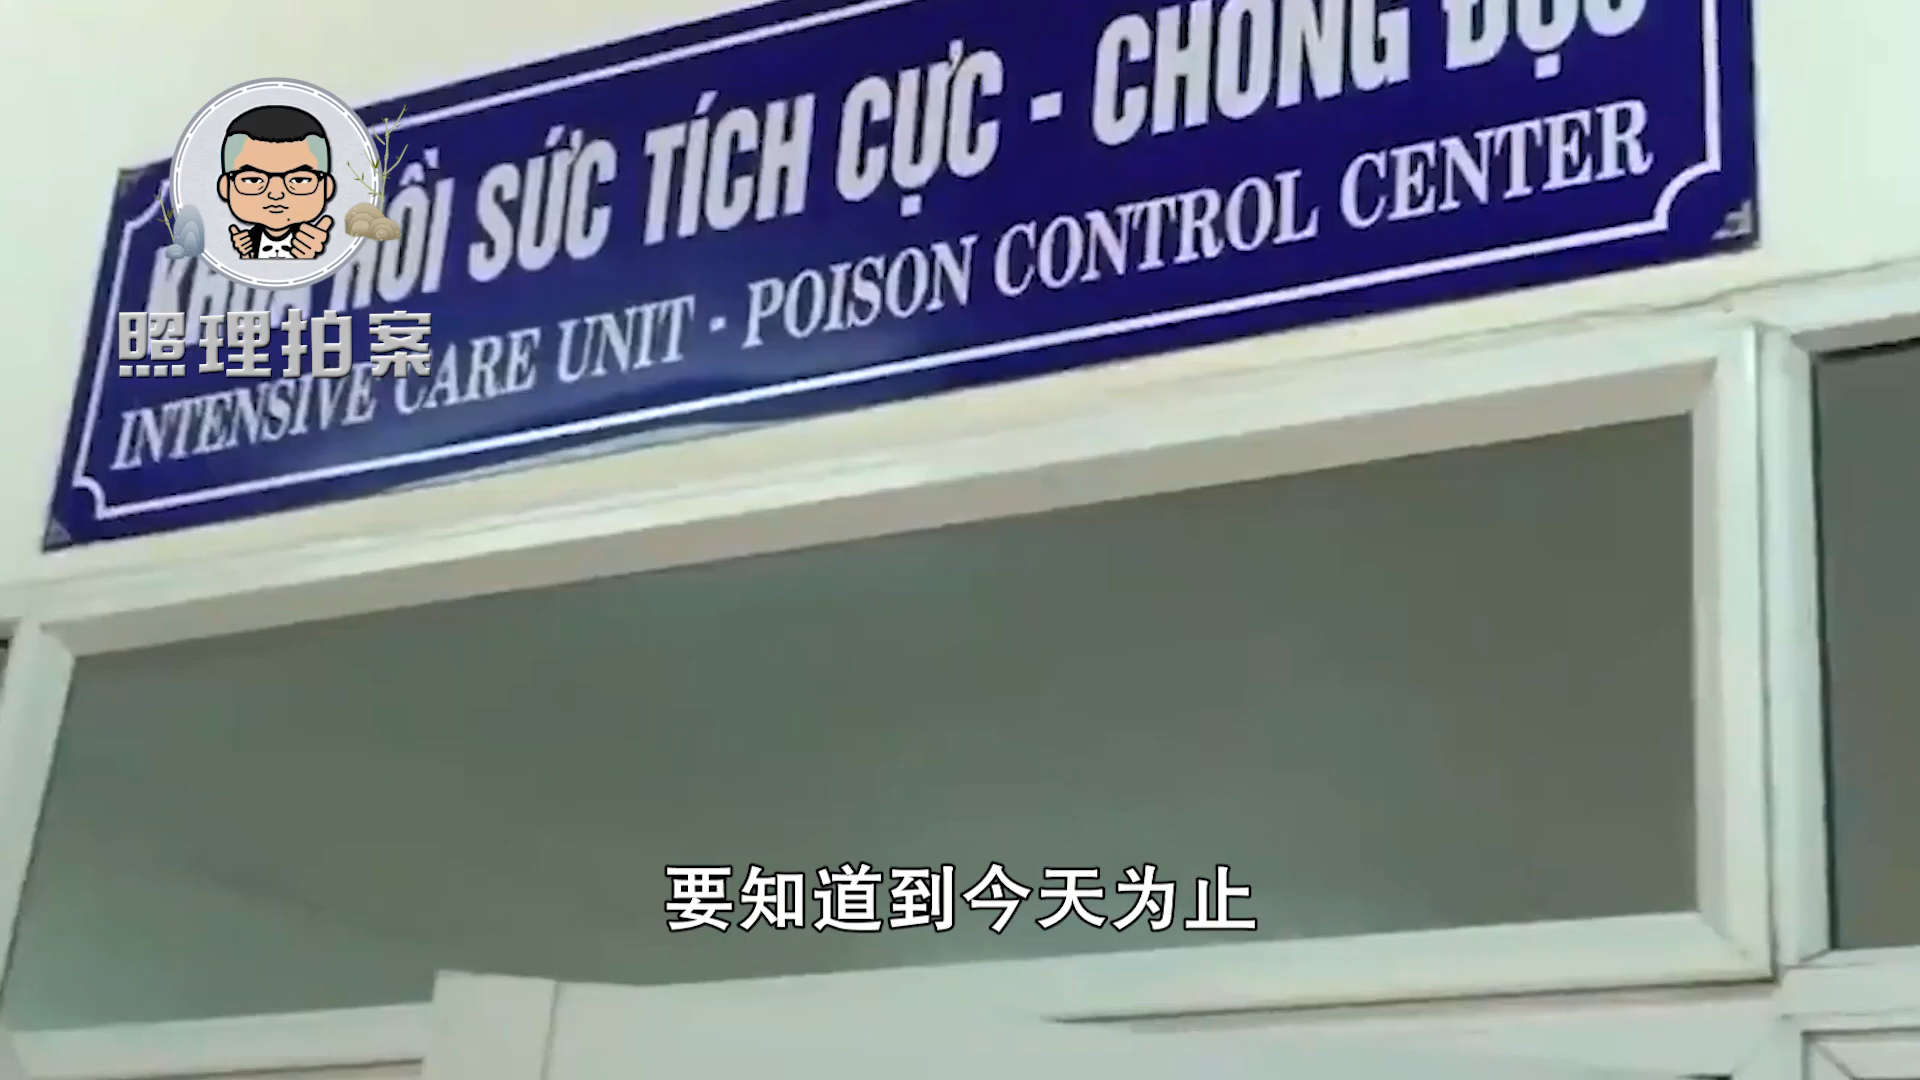 KHOA HỒI SỨC TÍCH CỰC - CHỐNG ĐỘC
INTENSIVE CARE UNIT - POISON CONTROL CENTER
照理拍案
要知道到今天为止